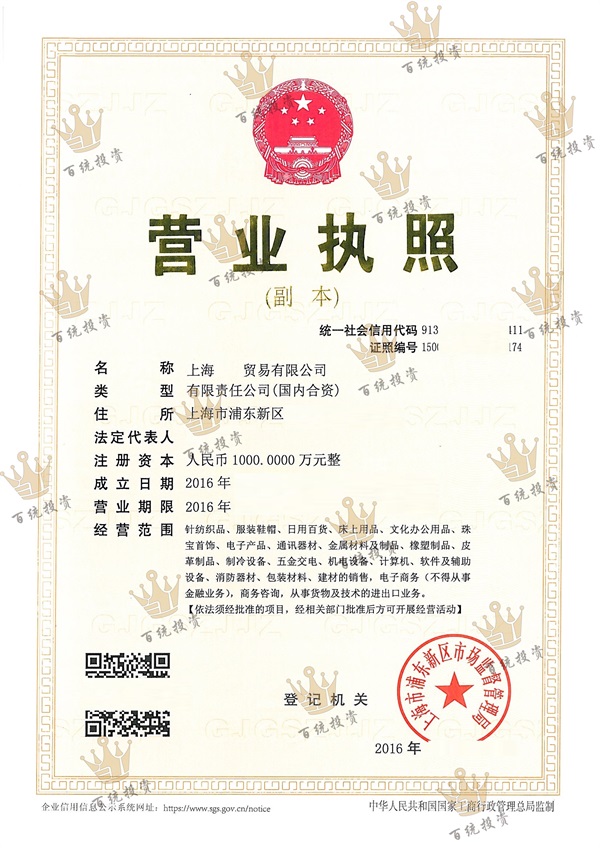 营业执照
(副 本)
统一社会信用代码 913 411
证照编号 1500 174
名 称 上海 贸易有限公司
类 型 有限责任公司(国内合资)
住 所 上海市浦东新区
法定代表人
注册资本 人民币1000.0000万元整
成立日期 2016年
营业期限 2016年
经营范围 针纺织品、服装鞋帽、日用百货、床上用品、文化办公用品、珠
宝首饰、电子产品、通讯器材、金属材料及制品、橡塑制品、皮
革制品、制冷设备、五金交电、机电设备、计算机、软件及辅助
设备、消防器材、包装材料、建材的销售，电子商务（不得从事
金融业务），商务咨询，从事货物及技术的进出口业务。
【依法须经批准的项目，经相关部门批准后方可开展经营活动】
登记机关
上海市浦东新区市场监督管理局
2016年
企业信用信息公示系统网址：https://www.sgs.gov.cn/notice
中华人民共和国国家工商行政管理总局监制
百统投资